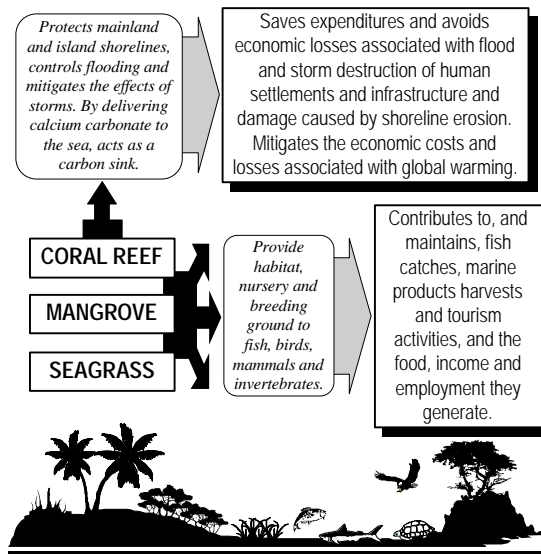 Protects mainland
and island shorelines,
controls flooding and
mitigates the effects of
storms. By delivering
calcium carbonate to
the sea, acts as a
carbon sink.
Saves expenditures and avoids
economic losses associated with flood
and storm destruction of human
settlements and infrastructure and
damage caused by shoreline erosion.
Mitigates the economic costs and
losses associated with global warming.
CORAL REEF
MANGROVE
SEAGRASS
Provide
habitat,
nursery and
breeding
ground to
fish, birds,
mammals and
invertebrates.
Contributes to, and
maintains, fish
catches, marine
products harvests
and tourism
activities, and the
food, income and
employment they
generate.